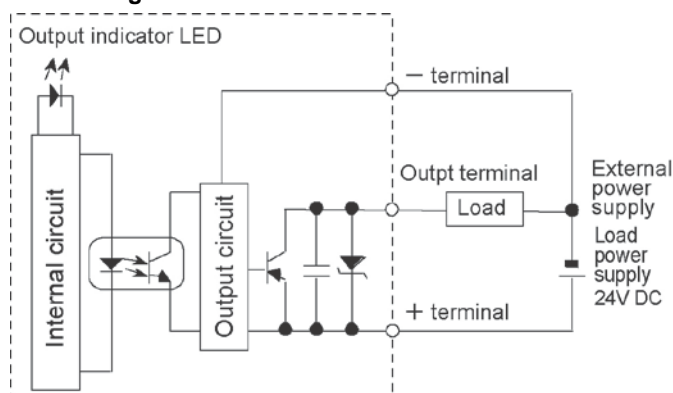 Output indicator LED
− terminal
Outpt terminal
Load
External
power
supply
Load
power
supply
24V DC
+ terminal
Internal circuit
Output circuit